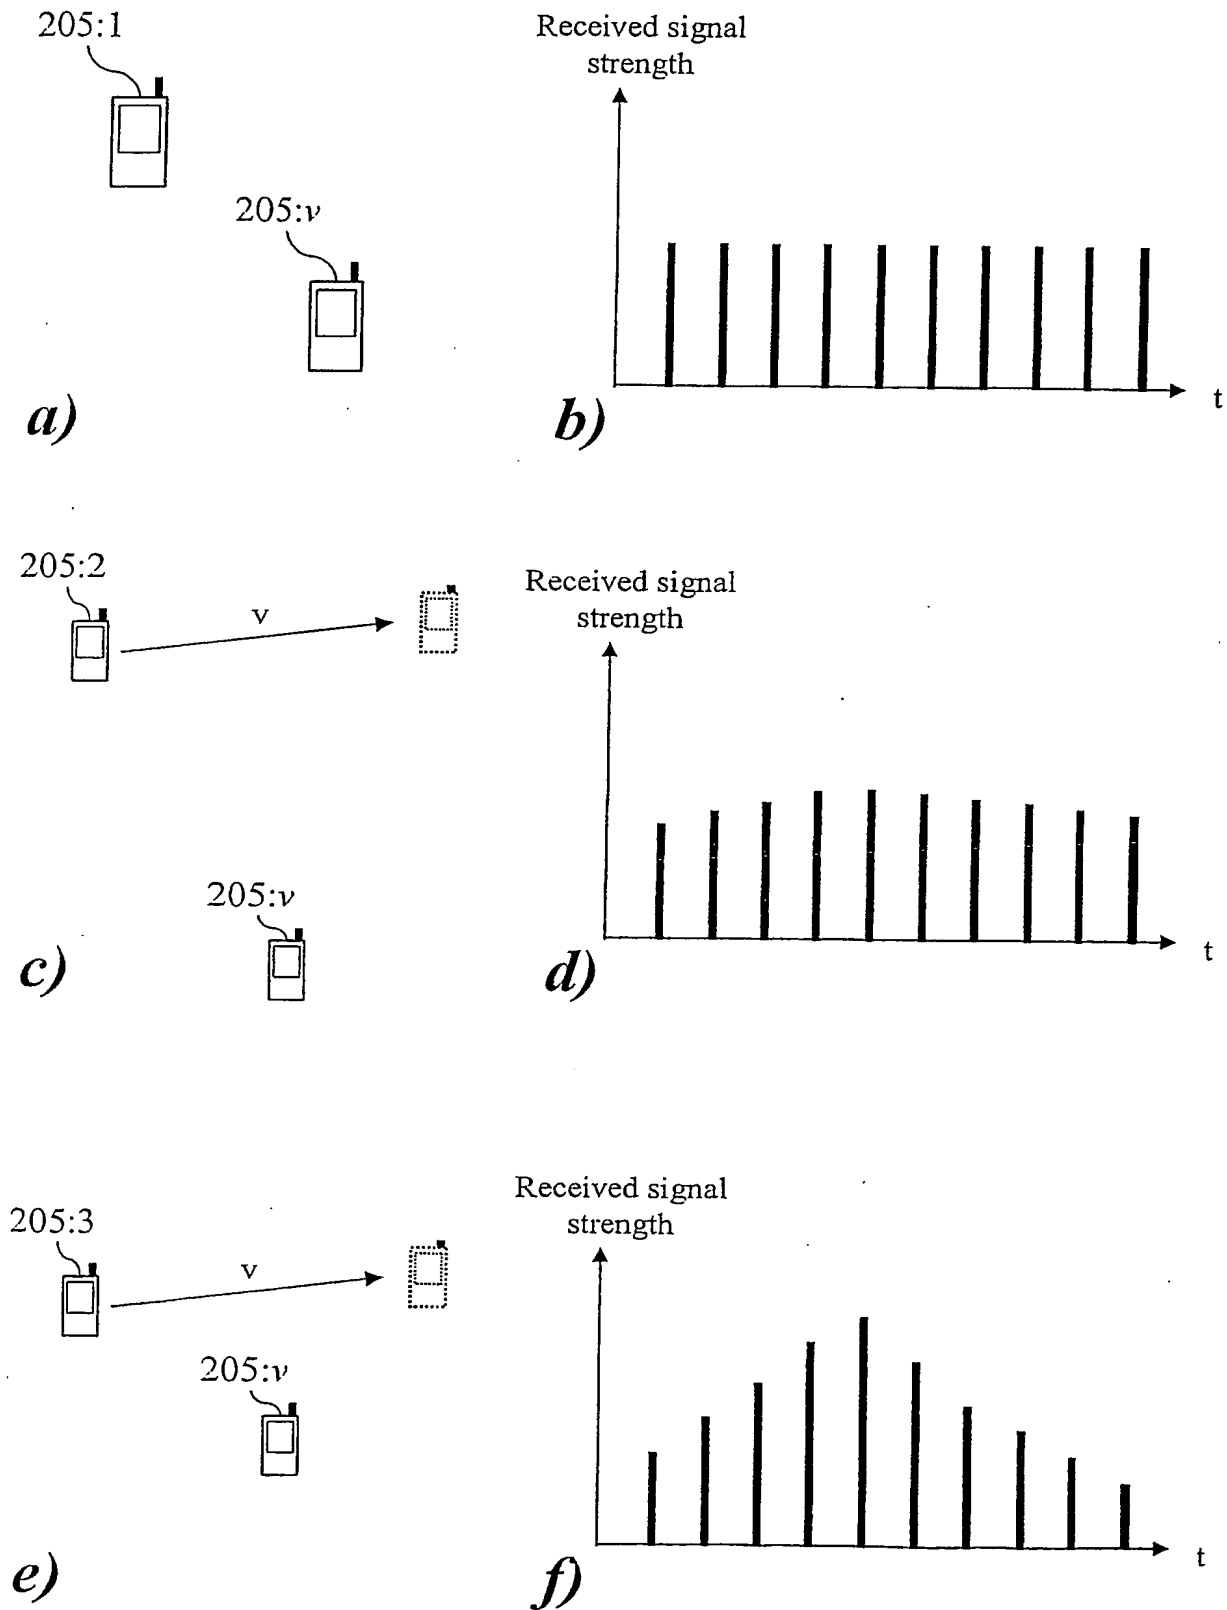 205:1
Received signal
strength
205:ν
t
a)
b)
205:2
v
Received signal
strength
205:ν
t
c)
d)
205:3
v
Received signal
strength
205:ν
t
e)
f)